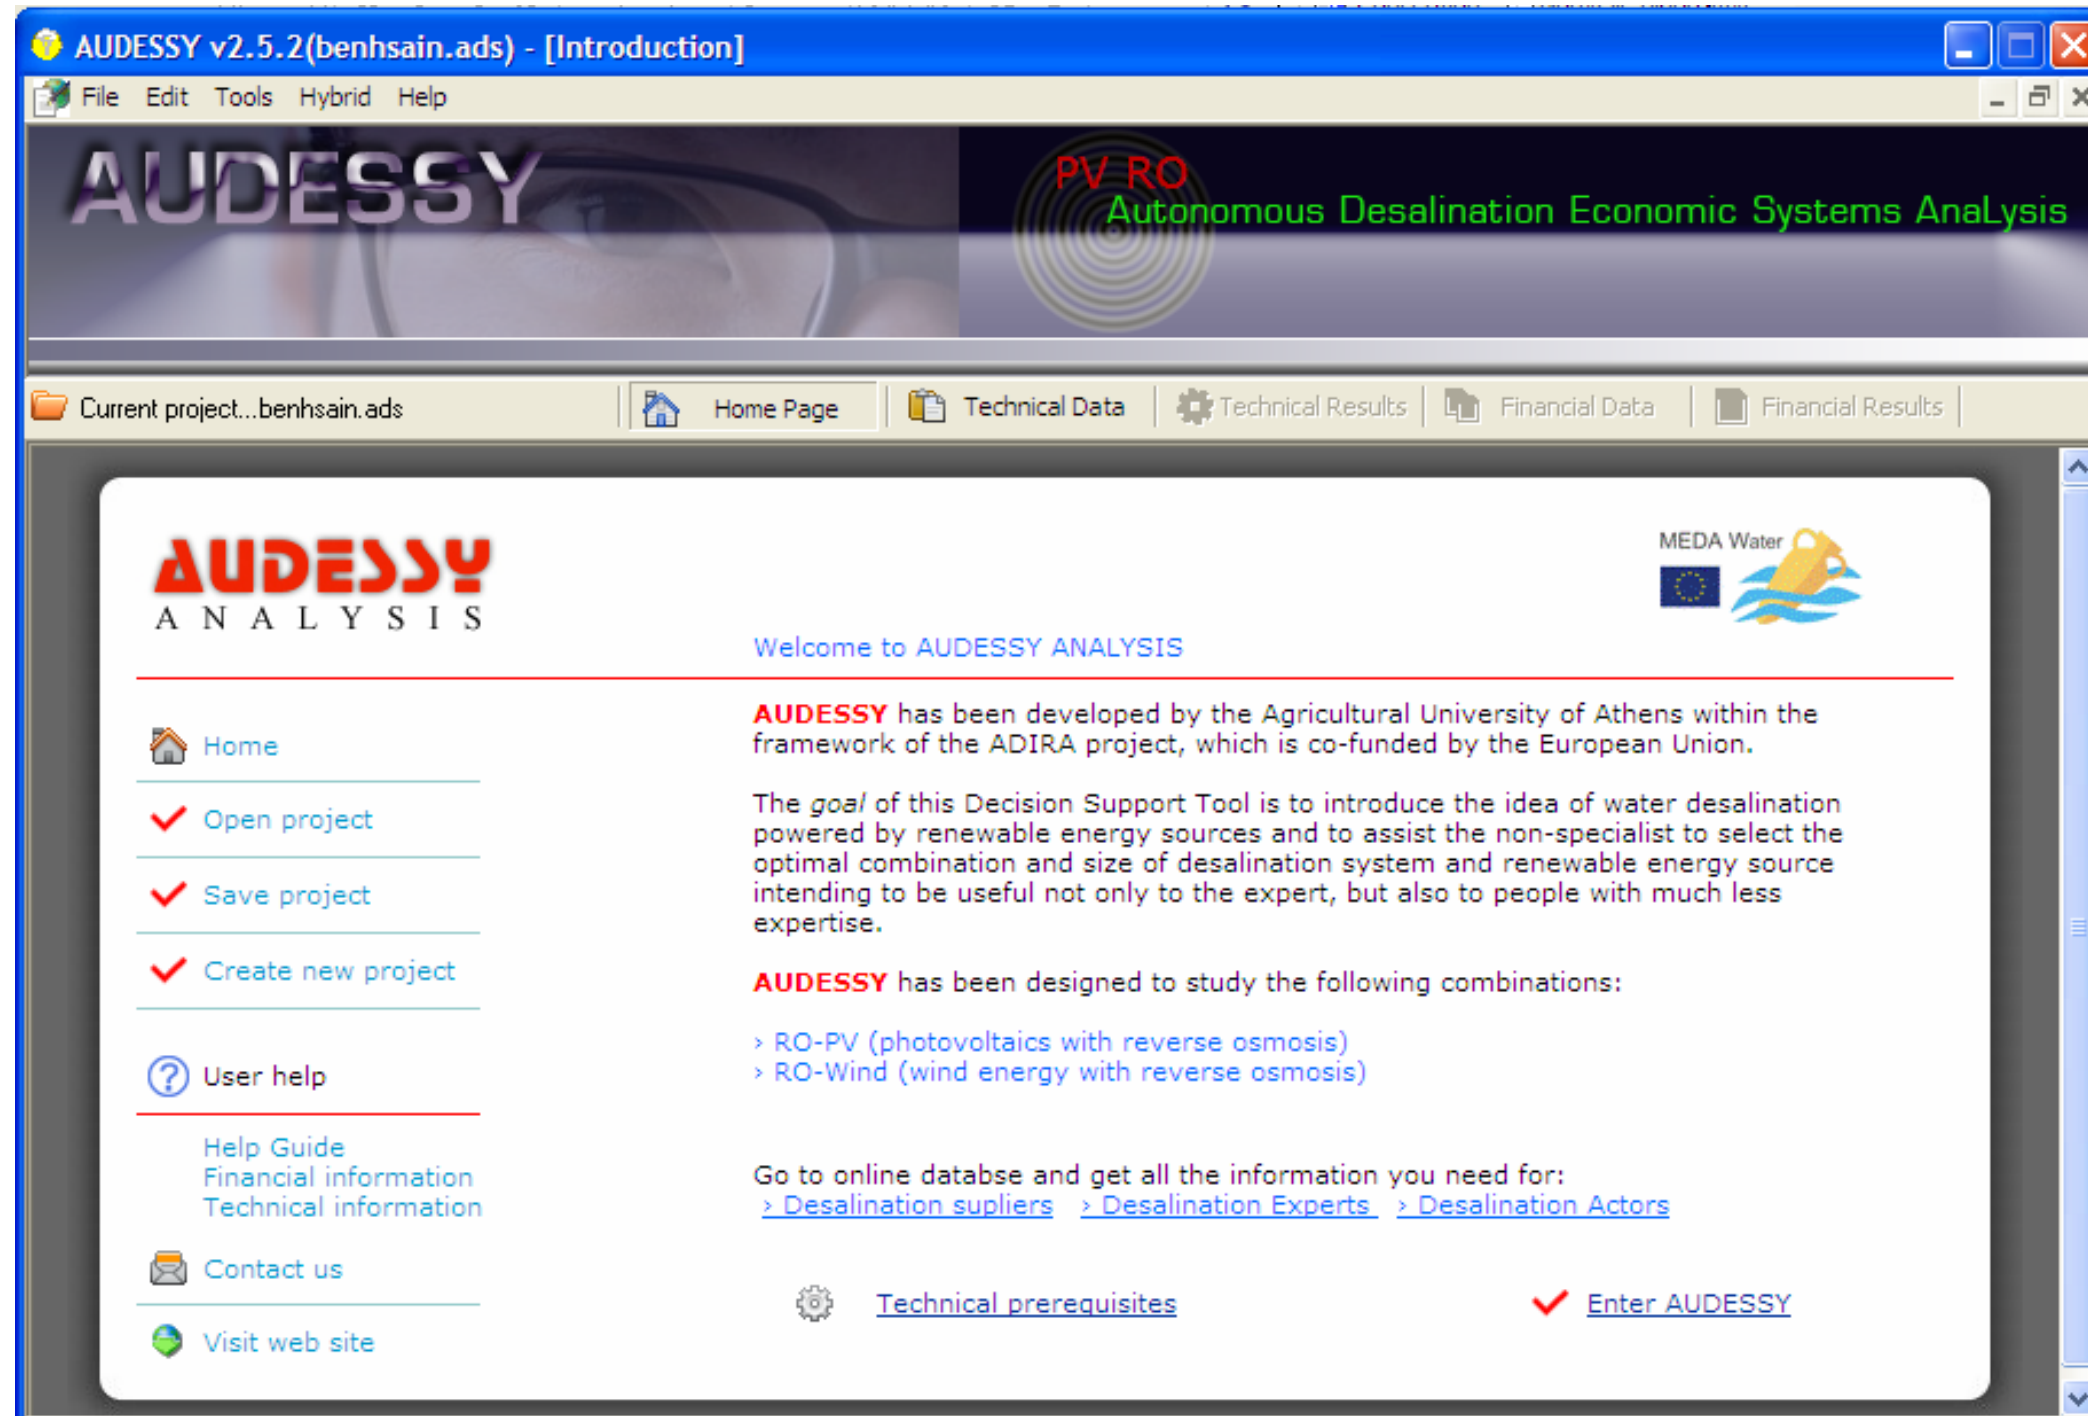 AUDESSY v2.5.2(benhsain.ads) - [Introduction]
File Edit Tools Hybrid Help
AUDESSY
PV RO
Autonomous Desalination Economic Systems AnaLysis
Current project...benhsain.ads
Home Page
Technical Data
Technical Results
Financial Data
Financial Results
AUDESSY
ANALYSIS
MEDA Water
Welcome to AUDESSY ANALYSIS
Home
Open project
Save project
Create new project
User help
Help Guide
Financial information
Technical information
Contact us
Visit web site
AUDESSY has been developed by the Agricultural University of Athens within the
framework of the ADIRA project, which is co-funded by the European Union.
The goal of this Decision Support Tool is to introduce the idea of water desalination
powered by renewable energy sources and to assist the non-specialist to select the
optimal combination and size of desalination system and renewable energy source
intending to be useful not only to the expert, but also to people with much less
expertise.
AUDESSY has been designed to study the following combinations:
> RO-PV (photovoltaics with reverse osmosis)
> RO-Wind (wind energy with reverse osmosis)
Go to online databse and get all the information you need for:
> Desalination supliers > Desalination Experts > Desalination Actors
Technical prerequisites
Enter AUDESSY